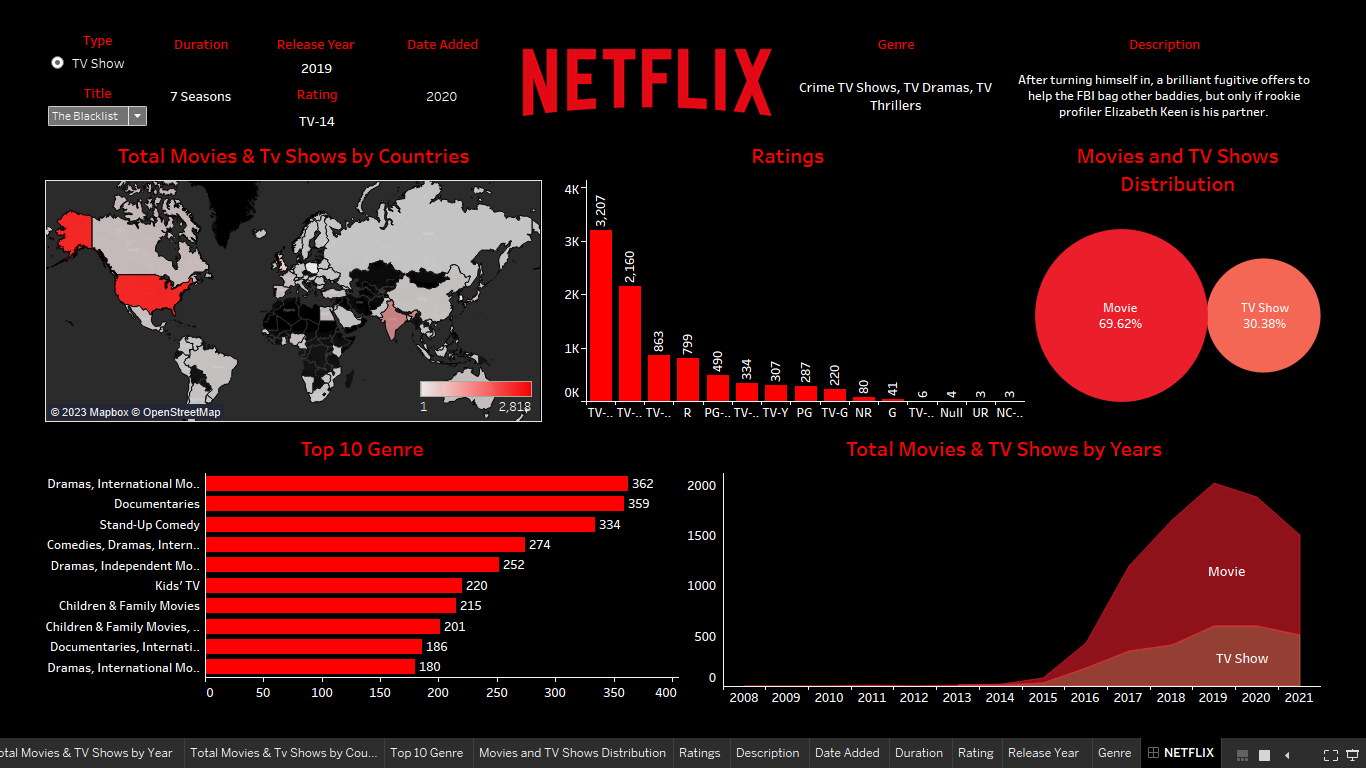 Type
Duration
Release Year
Date Added
NETFLIX
Genre
Description
TV Show
2019
Title
7 Seasons
Rating
2020
Crime TV Shows, TV Dramas, TV
Thrillers
After turning himself in, a brilliant fugitive offers to
help the FBI bag other baddies, but only if rookie
profiler Elizabeth Keen is his partner.
The Blacklist
TV-14
Total Movies & Tv Shows by Countries
Ratings
Movies and TV Shows
Distribution
© 2023 Mapbox © OpenStreetMap
1
2,818
4K
3K
2K
1K
0K
3,207
2,160
863
799
490
334
307
287
220
80
41
6
4
3
3
TV-..
TV-..
TV-..
R
PG-..
TV-..
TV-Y
PG
TV-G
NR
G
TV-..
Null
UR
NC-..
Movie
69.62%
TV Show
30.38%
Top 10 Genre
Dramas, International Mo.. 362
Documentaries 359
Stand-Up Comedy 334
Comedies, Dramas, Intern.. 274
Dramas, Independent Mo.. 252
Kids’ TV 220
Children & Family Movies 215
Children & Family Movies, .. 201
Documentaries, Internati.. 186
Dramas, International Mo.. 180
0 50 100 150 200 250 300 350 400
Total Movies & TV Shows by Years
2000
1500
1000
500
0
Movie
TV Show
2008 2009 2010 2011 2012 2013 2014 2015 2016 2017 2018 2019 2020 2021
otal Movies & TV Shows by Year
Total Movies & Tv Shows by Cou...
Top 10 Genre
Movies and TV Shows Distribution
Ratings
Description
Date Added
Duration
Rating
Release Year
Genre
NETFLIX